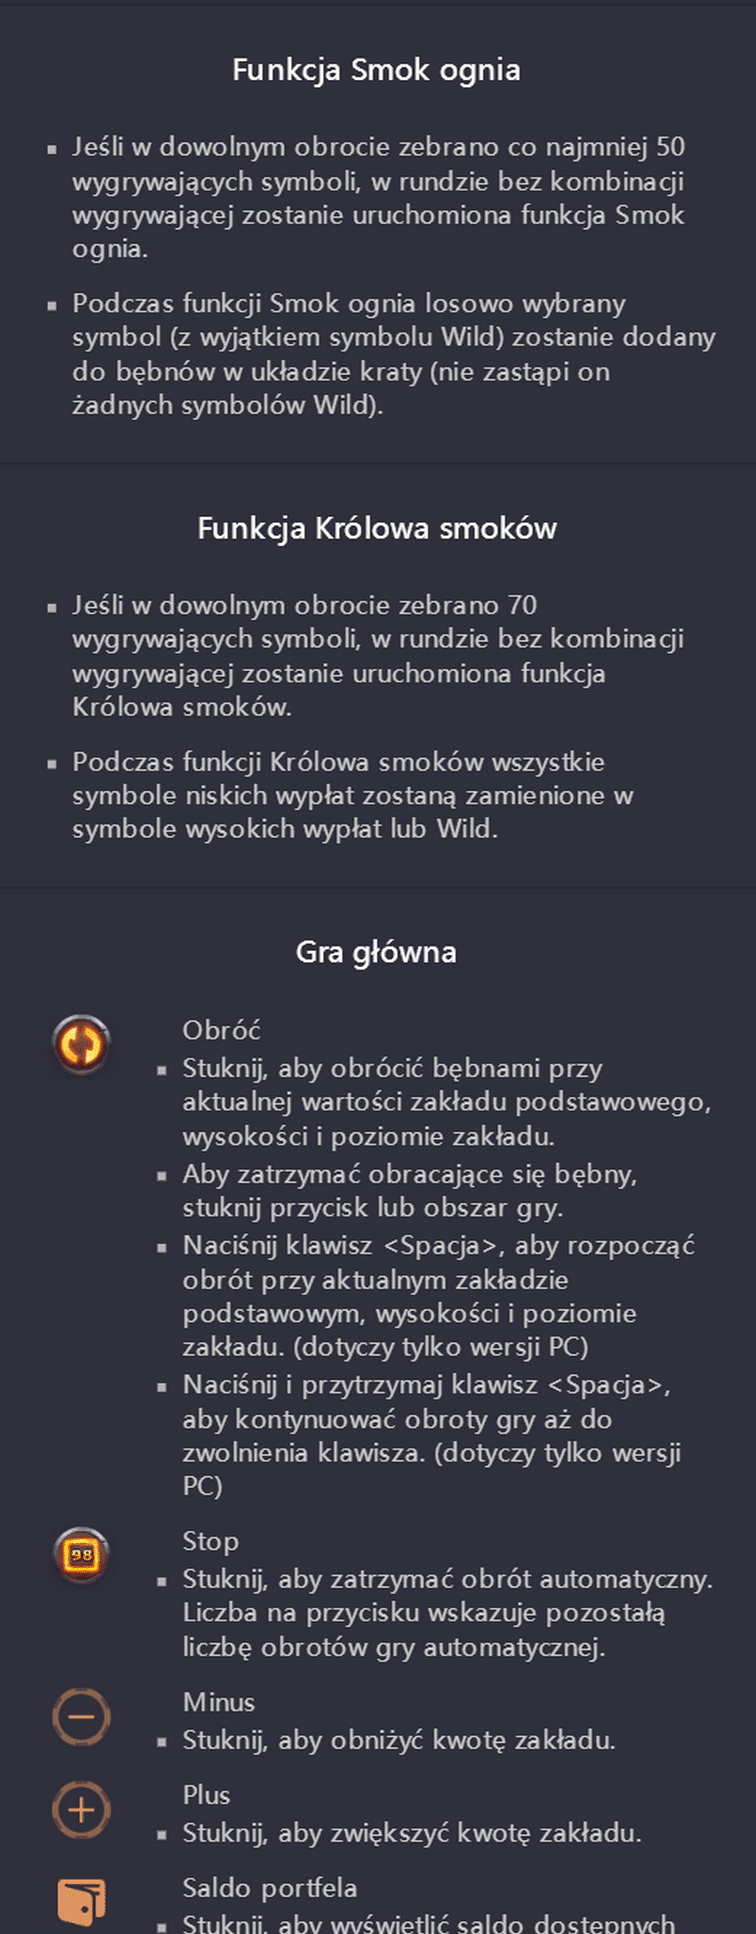 Funkcja Smok ognia
▪ Jeśli w dowolnym obrocie zebrano co najmniej 50
wygrywających symboli, w rundzie bez kombinacji
wygrywającej zostanie uruchomiona funkcja Smok
ognia.
▪ Podczas funkcji Smok ognia losowo wybrany
symbol (z wyjątkiem symbolu Wild) zostanie dodany
do bębnów w układzie kraty (nie zastąpi on
żadnych symbolów Wild).
Funkcja Królowa smoków
▪ Jeśli w dowolnym obrocie zebrano 70
wygrywających symboli, w rundzie bez kombinacji
wygrywającej zostanie uruchomiona funkcja
Królowa smoków.
▪ Podczas funkcji Królowa smoków wszystkie
symbole niskich wypłat zostaną zamienione w
symbole wysokich wypłat lub Wild.
Gra główna
Obróć
▪ Stuknij, aby obrócić bębnami przy
aktualnej wartości zakładu podstawowego,
wysokości i poziomie zakładu.
▪ Aby zatrzymać obracające się bębny,
stuknij przycisk lub obszar gry.
▪ Naciśnij klawisz <Spacja>, aby rozpocząć
obrót przy aktualnym zakładzie
podstawowym, wysokości i poziomie
zakładu. (dotyczy tylko wersji PC)
▪ Naciśnij i przytrzymaj klawisz <Spacja>,
aby kontynuować obroty gry aż do
zwolnienia klawisza. (dotyczy tylko wersji
PC)
98
Stop
▪ Stuknij, aby zatrzymać obrót automatyczny.
Liczba na przycisku wskazuje pozostałą
liczbę obrotów gry automatycznej.
Minus
▪ Stuknij, aby obniżyć kwotę zakładu.
Plus
▪ Stuknij, aby zwiększyć kwotę zakładu.
Saldo portfela
▪ Stuknij, aby wyświetlić saldo dostępnych